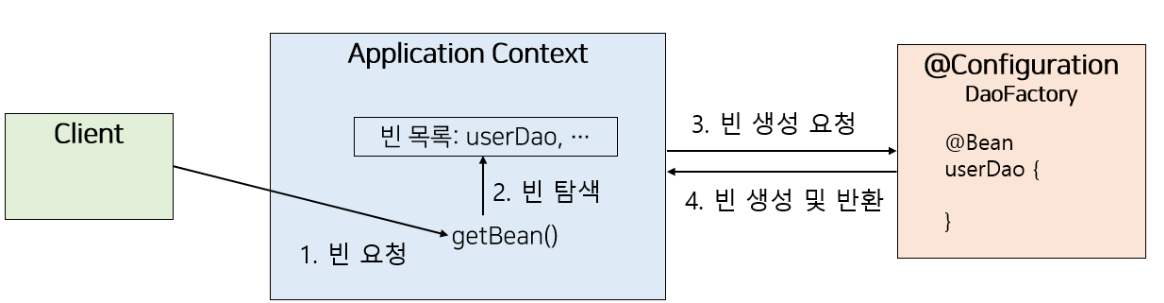 Client
Application Context
빈 목록: userDao, …
2. 빈 탐색
getBean()
1. 빈 요청
3. 빈 생성 요청
4. 빈 생성 및 반환
@Configuration
DaoFactory
@Bean
userDao {
}